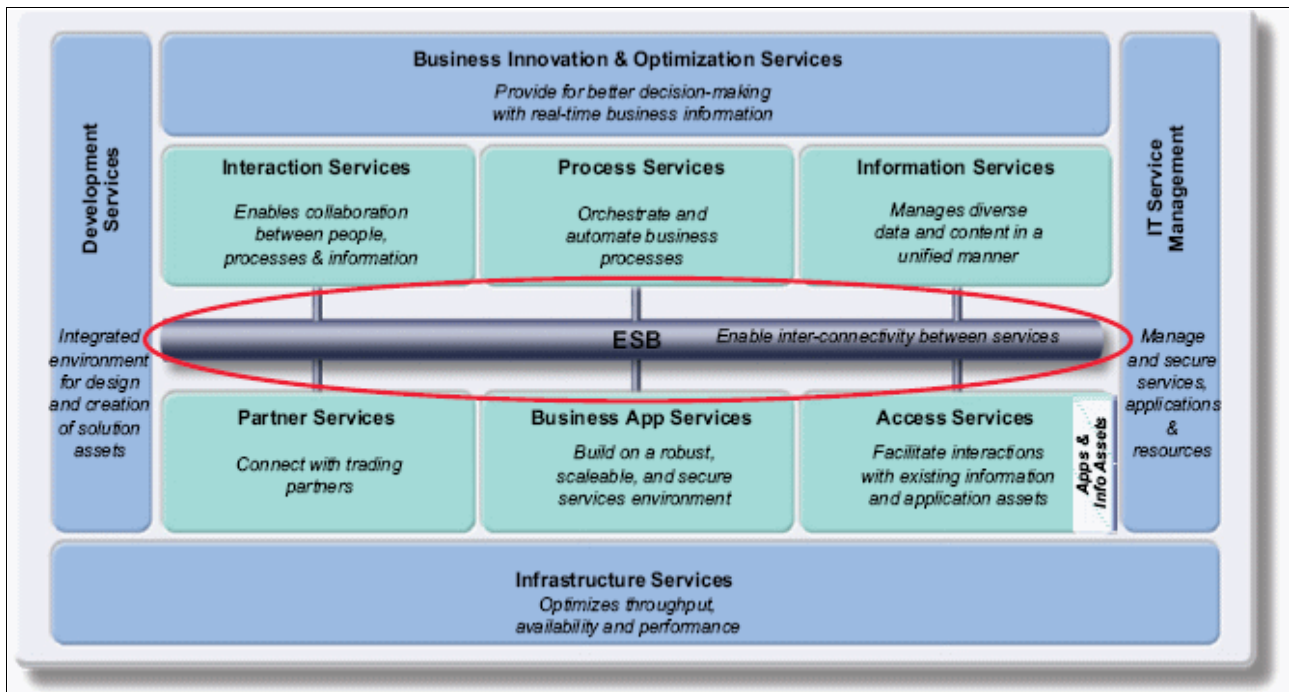 Business Innovation & Optimization Services
Provide for better decision-making
with real-time business information
Development
Services
Integrated
environment
for design
and creation
of solution
assets
Interaction Services
Enables collaboration
between people,
processes & information
Process Services
Orchestrate and
automate business
processes
Information Services
Manages diverse
data and content in a
unified manner
IT Service
Management
Manage
and secure
services,
applications
&
resources
ESB
Enable inter-connectivity between services
Partner Services
Connect with trading
partners
Business App Services
Build on a robust,
scaleable, and secure
services environment
Access Services
Facilitate interactions
with existing information
and application assets
Apps &
Info Assets
Infrastructure Services
Optimizes throughput,
availability and performance